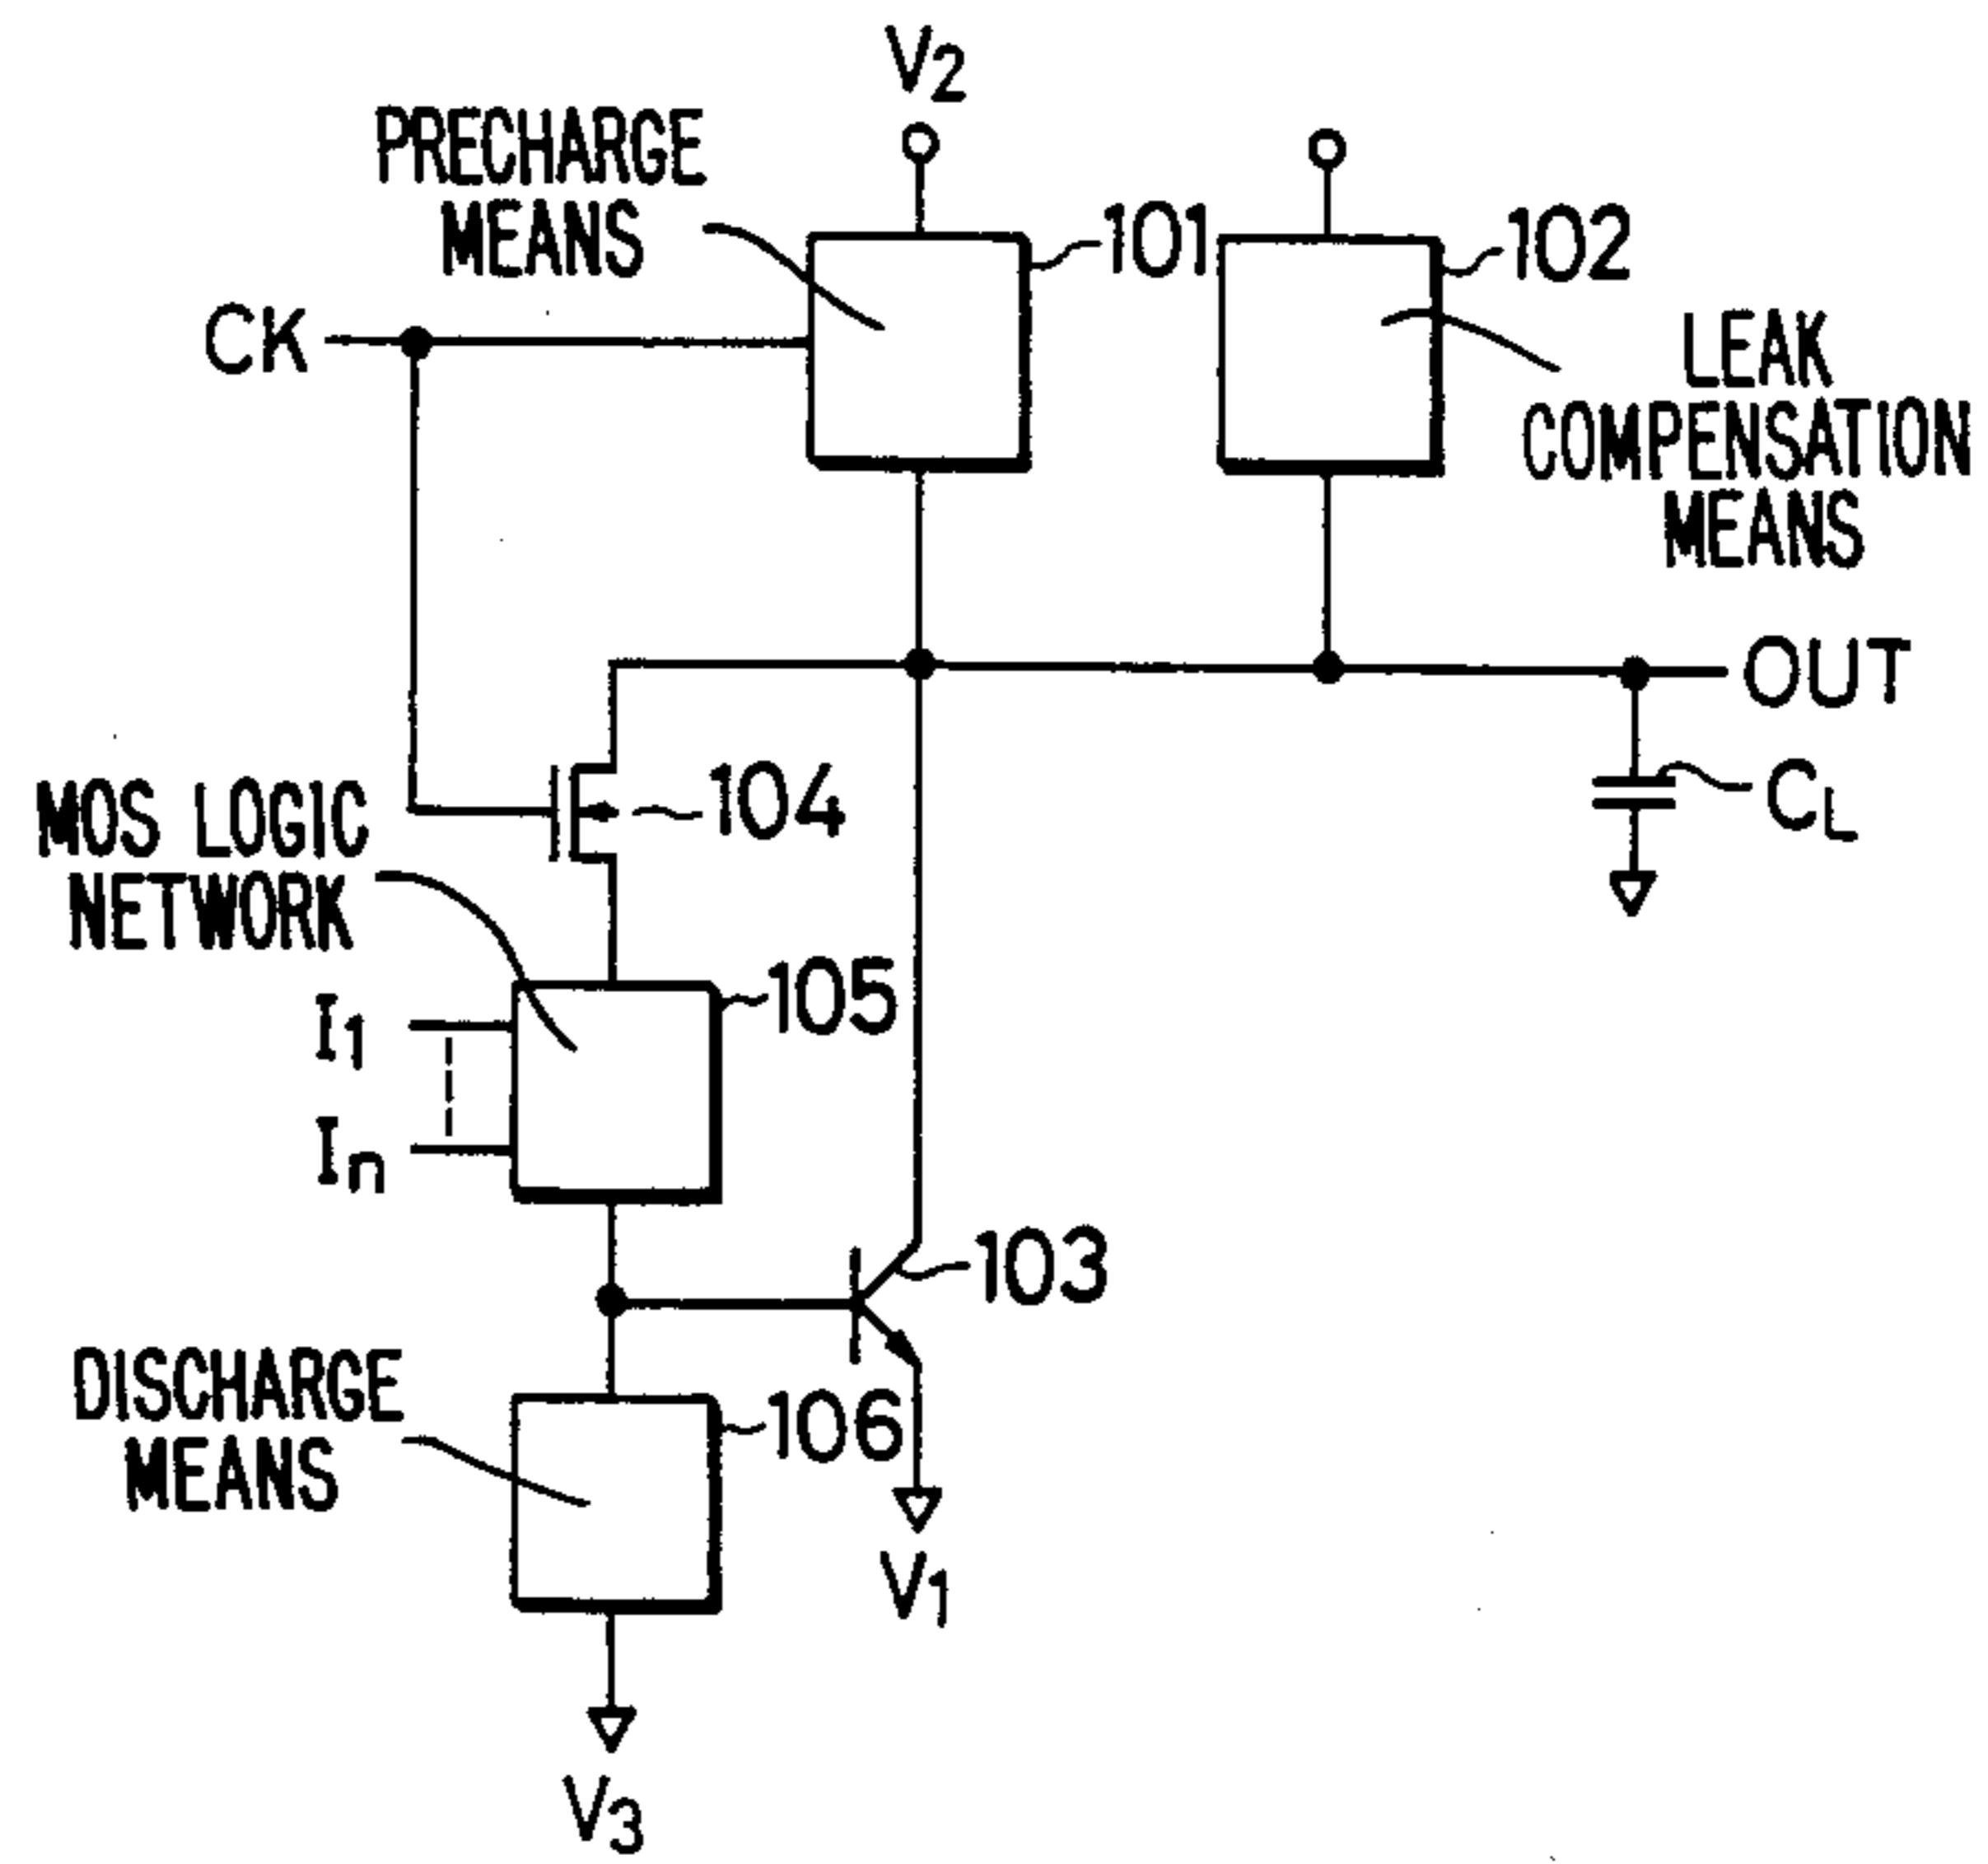 V2
PRECHARGE
MEANS
101
102
CK
LEAK
COMPENSATION
MEANS
OUT
104
CL
MOS LOGIC
NETWORK
105
I1
In
103
DISCHARGE
MEANS
106
V1
V3